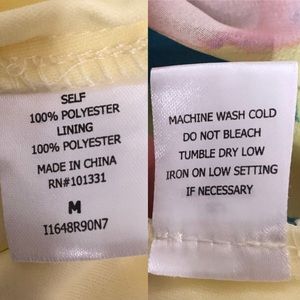 SELF
100% POLYESTER
LINING
100% POLYESTER
MADE IN CHINA
RN#101331
M
I1648R90N7
MACHINE WASH COLD
DO NOT BLEACH
TUMBLE DRY LOW
IRON ON LOW SETTING
IF NECESSARY